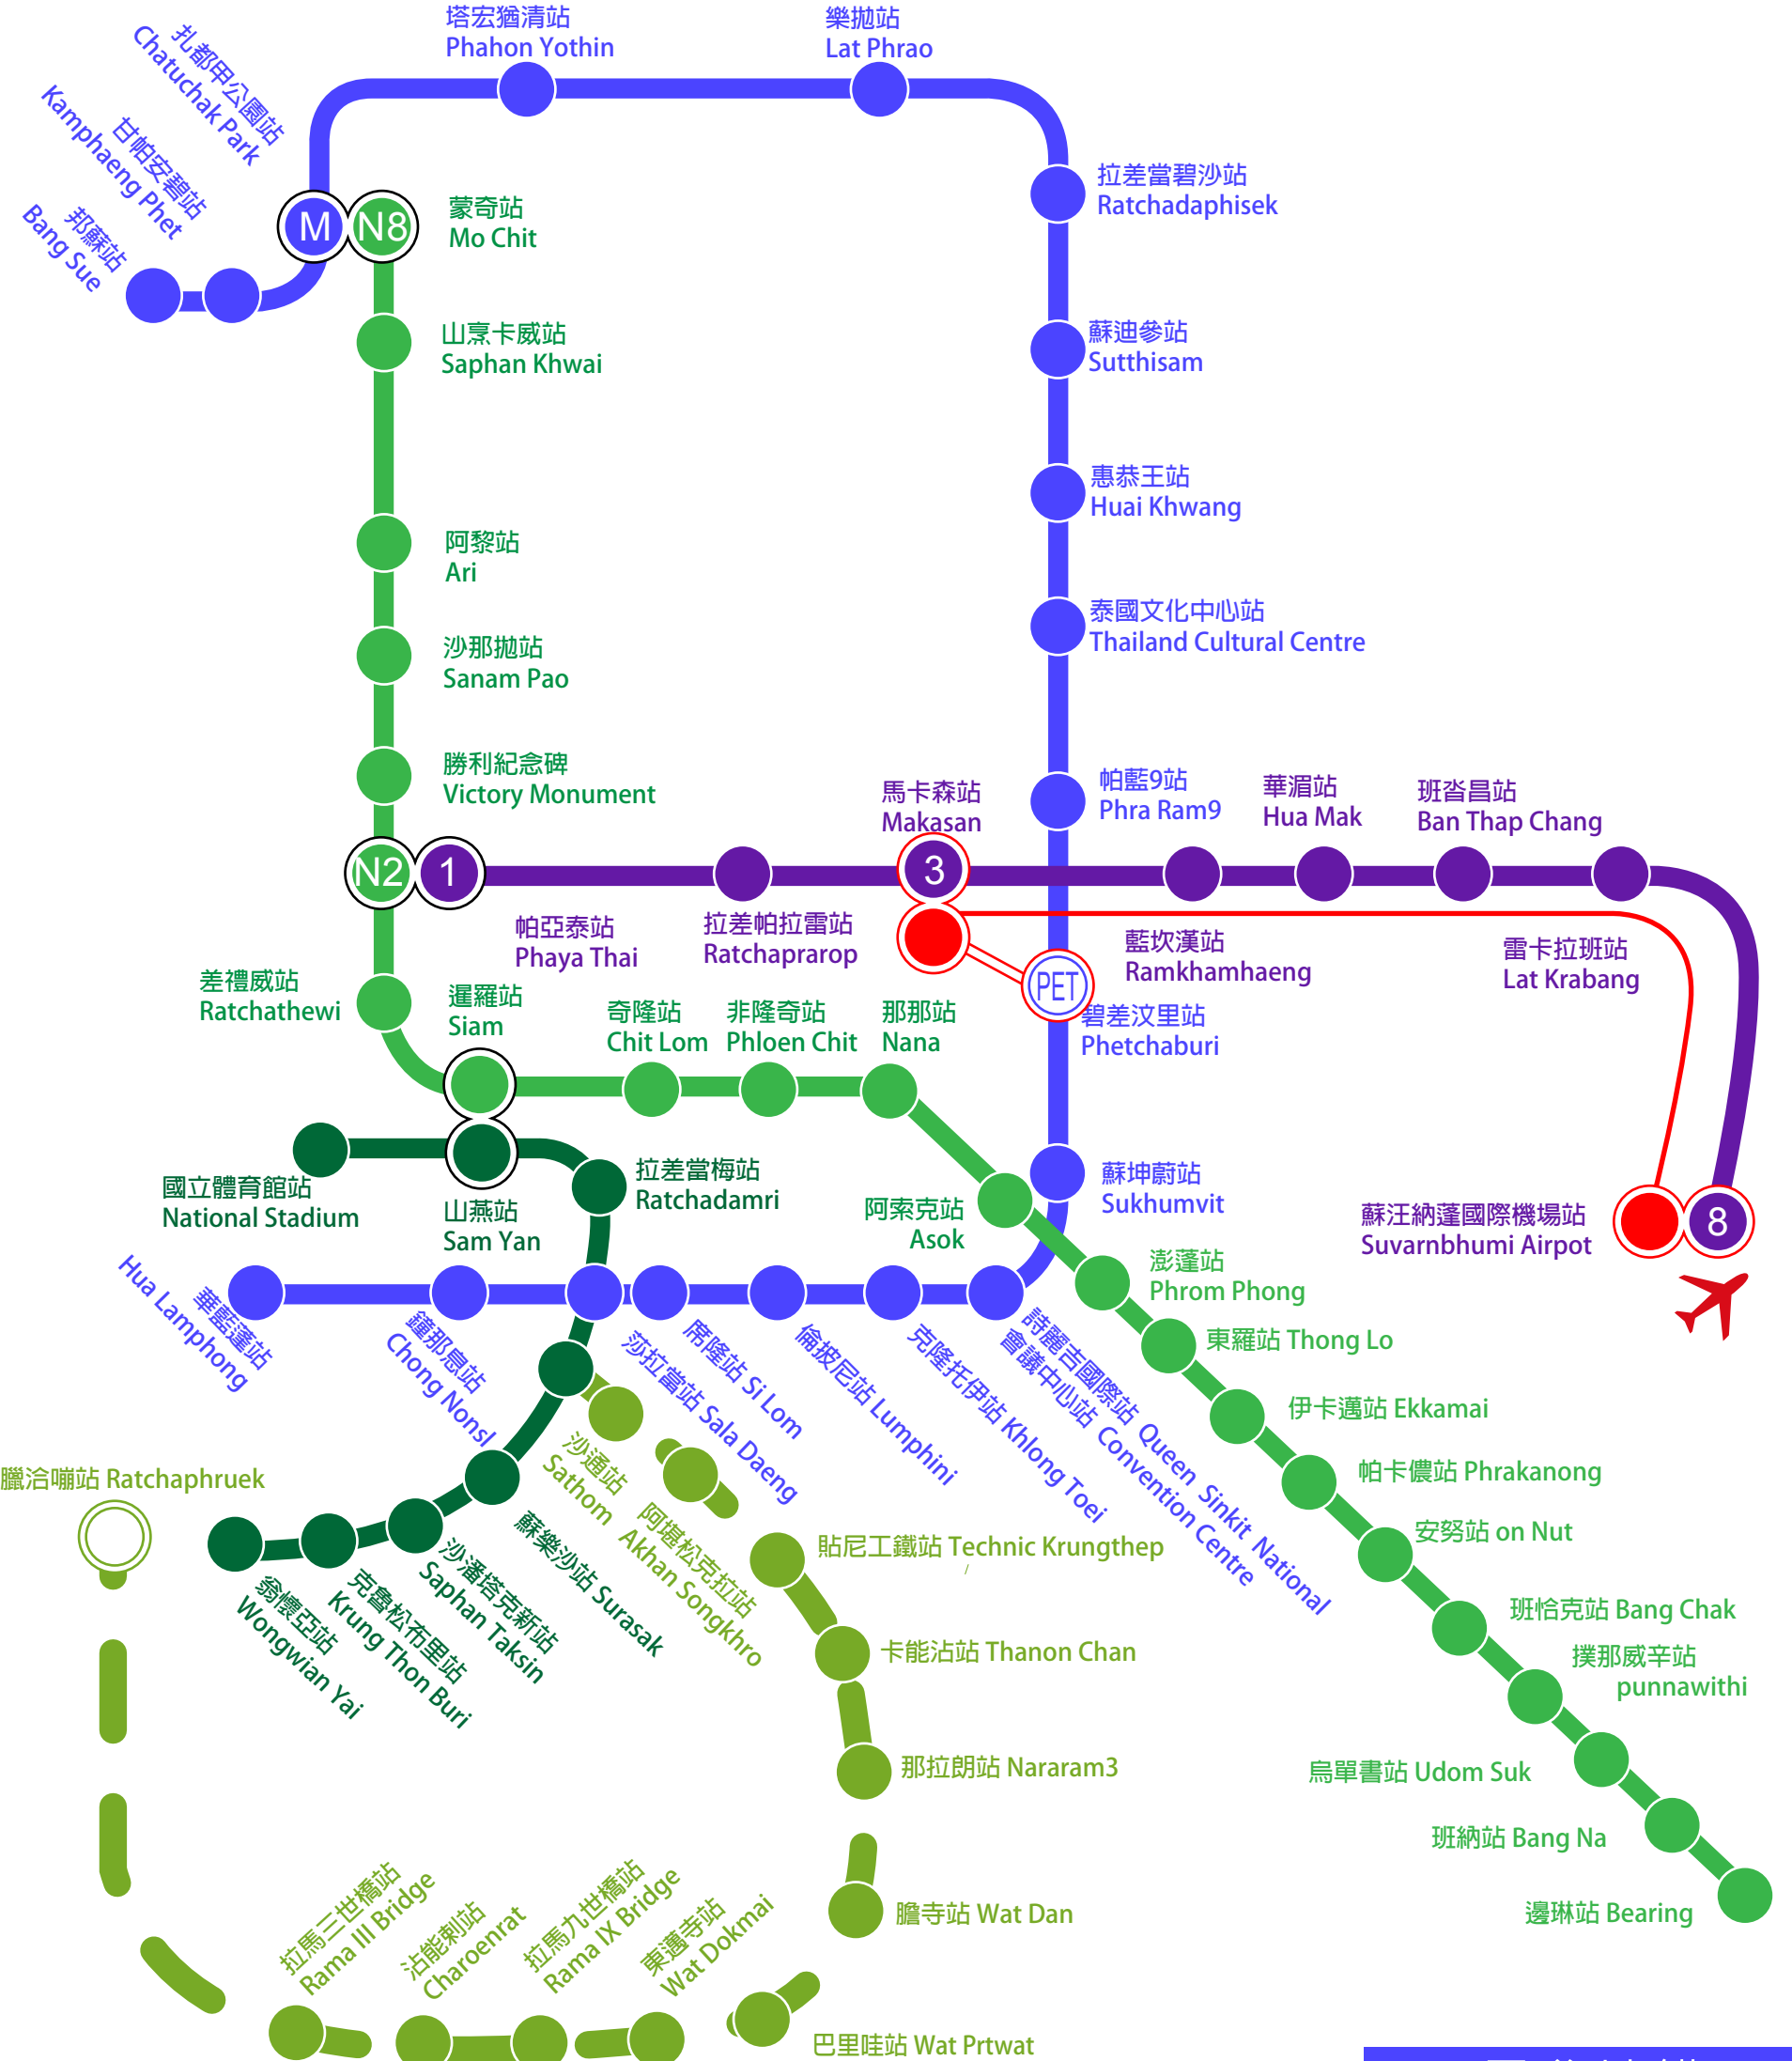 塔宏猶清站
Phahon Yothin
樂拋站
Lat Phrao
扎都甲公園站
Chatuchak Park
甘帕安碧站
Kamphaeng Phet
邦蘇站
Bang Sue
M
N8
蒙奇站
Mo Chit
拉差當碧沙站
Ratchadaphisek
山烹卡威站
Saphan Khwai
蘇迪參站
Sutthisam
惠恭王站
Huai Khwang
阿黎站
Ari
泰國文化中心站
Thailand Cultural Centre
沙那拋站
Sanam Pao
勝利紀念碑
Victory Monument
馬卡森站
Makasan
帕藍9站
Phra Ram9
華湄站
Hua Mak
班沓昌站
Ban Thap Chang
N2
1
3
帕亞泰站
Phaya Thai
拉差帕拉雷站
Ratchaprarop
藍坎漢站
Ramkhamhaeng
雷卡拉班站
Lat Krabang
PET
碧差汶里站
Phetchaburi
差禮威站
Ratchathewi
暹羅站
Siam
奇隆站
Chit Lom
非隆奇站
Phloen Chit
那那站
Nana
國立體育館站
National Stadium
山燕站
Sam Yan
拉差當梅站
Ratchadamri
阿索克站
Asok
蘇坤蔚站
Sukhumvit
蘇汪納蓬國際機場站
Suvarnbhumi Airpot
8
澎蓬站
Phrom Phong
東羅站 Thong Lo
伊卡邁站 Ekkamai
帕卡儂站 Phrakanong
安努站 on Nut
班恰克站 Bang Chak
撲那威辛站
punnawithi
烏單書站 Udom Suk
班納站 Bang Na
邊琳站 Bearing
華藍蓬站
Hua Lamphong
鐘那息站
Chong Nonsl
莎拉當站 Sala Daeng
席隆站 Si Lom
倫披尼站 Lumphini
克隆托伊站 Khlong Toei
詩麗吉國際站 Queen Sinkit National
會議中心站 Convention Centre
臘洽嘣站 Ratchaphruek
翁懷亞站
Wongwian Yai
克魯松布里站
Krung Thon Buri
沙潘塔克新站
Saphan Taksin
蘇樂沙站 Surasak
沙通站
Sathom
阿堪松克拉站
Akhan Songkhro
貼尼工鐵站 Technic Krungthep
卡能沾站 Thanon Chan
那拉朗站 Nararam3
膽寺站 Wat Dan
巴里哇站 Wat Prtwat
東邁寺站
Wat Dokmai
拉馬九世橋站
Rama IX Bridge
沾能刺站
Charoenrat
拉馬三世橋站
Rama III Bridge